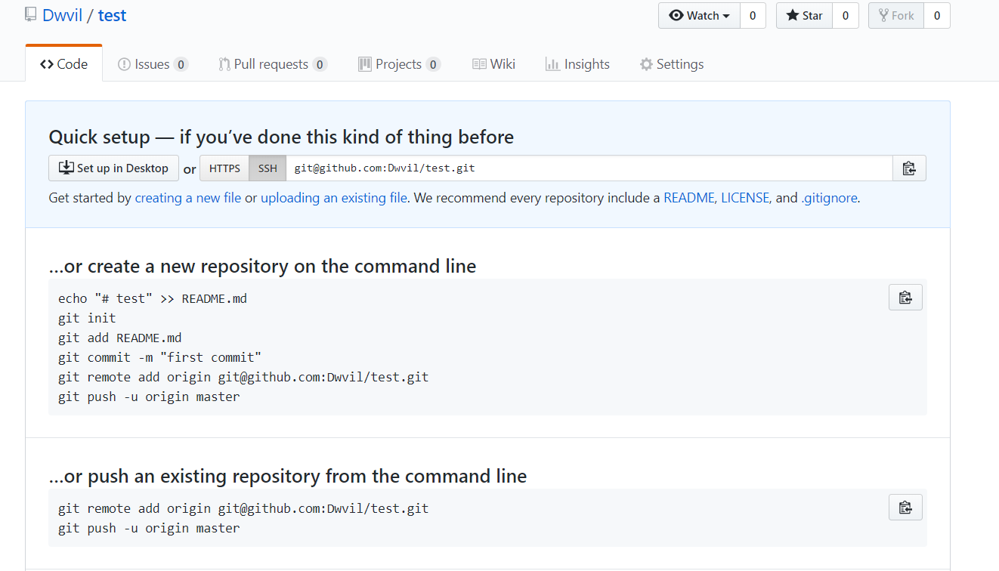 Dwvil / test
Watch 0 Star 0 Fork 0
Code Issues 0 Pull requests 0 Projects 0 Wiki Insights Settings
Quick setup — if you’ve done this kind of thing before
Set up in Desktop or HTTPS SSH git@github.com:Dwvil/test.git
Get started by creating a new file or uploading an existing file. We recommend every repository include a README, LICENSE, and .gitignore.
…or create a new repository on the command line
echo "# test" >> README.md
git init
git add README.md
git commit -m "first commit"
git remote add origin git@github.com:Dwvil/test.git
git push -u origin master
…or push an existing repository from the command line
git remote add origin git@github.com:Dwvil/test.git
git push -u origin master